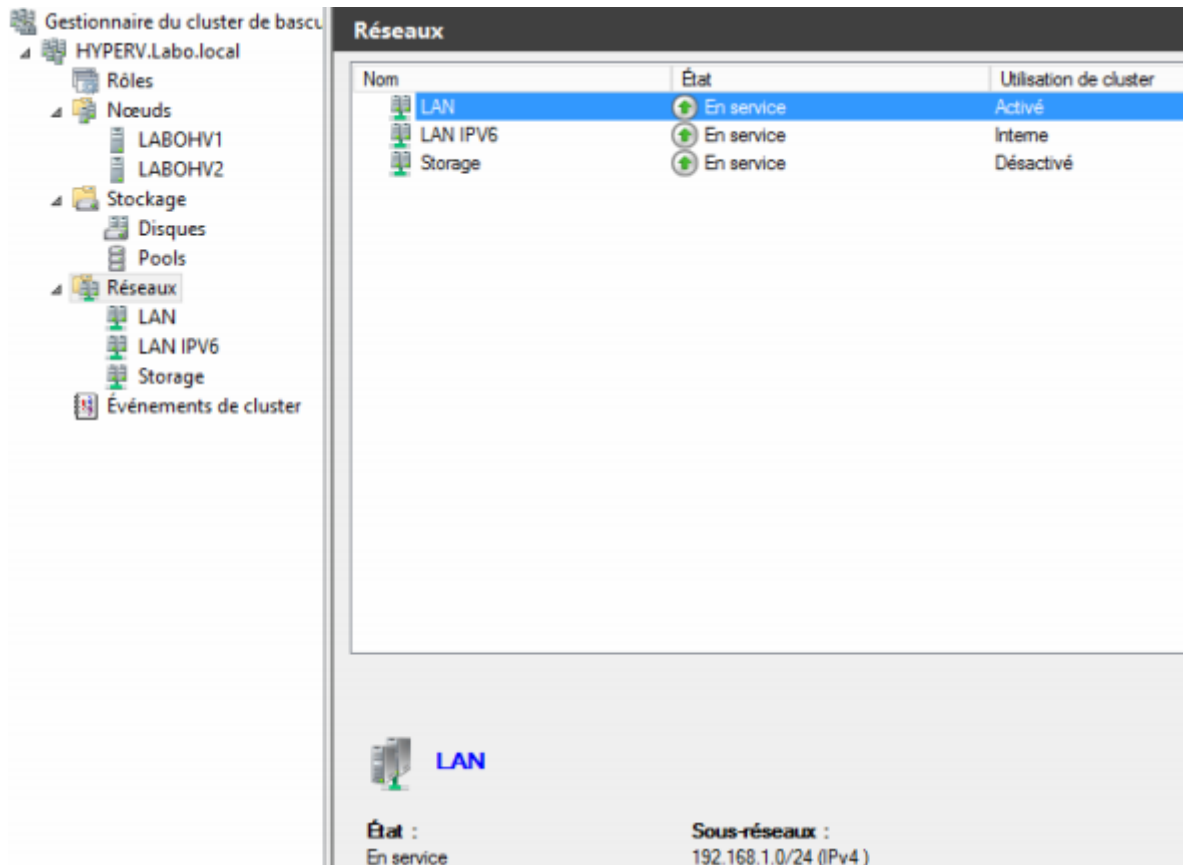 Gestionnaire du cluster de bascu
HYPERV.Labo.local
Rôles
Nœuds
LABOHV1
LABOHV2
Stockage
Disques
Pools
Réseaux
LAN
LAN IPV6
Storage
Événements de cluster
Réseaux
Nom État Utilisation de cluster
LAN En service Activé
LAN IPV6 En service Interne
Storage En service Désactivé
LAN
État : Sous-réseaux :
En service 192.168.1.0/24 (IPv4 )